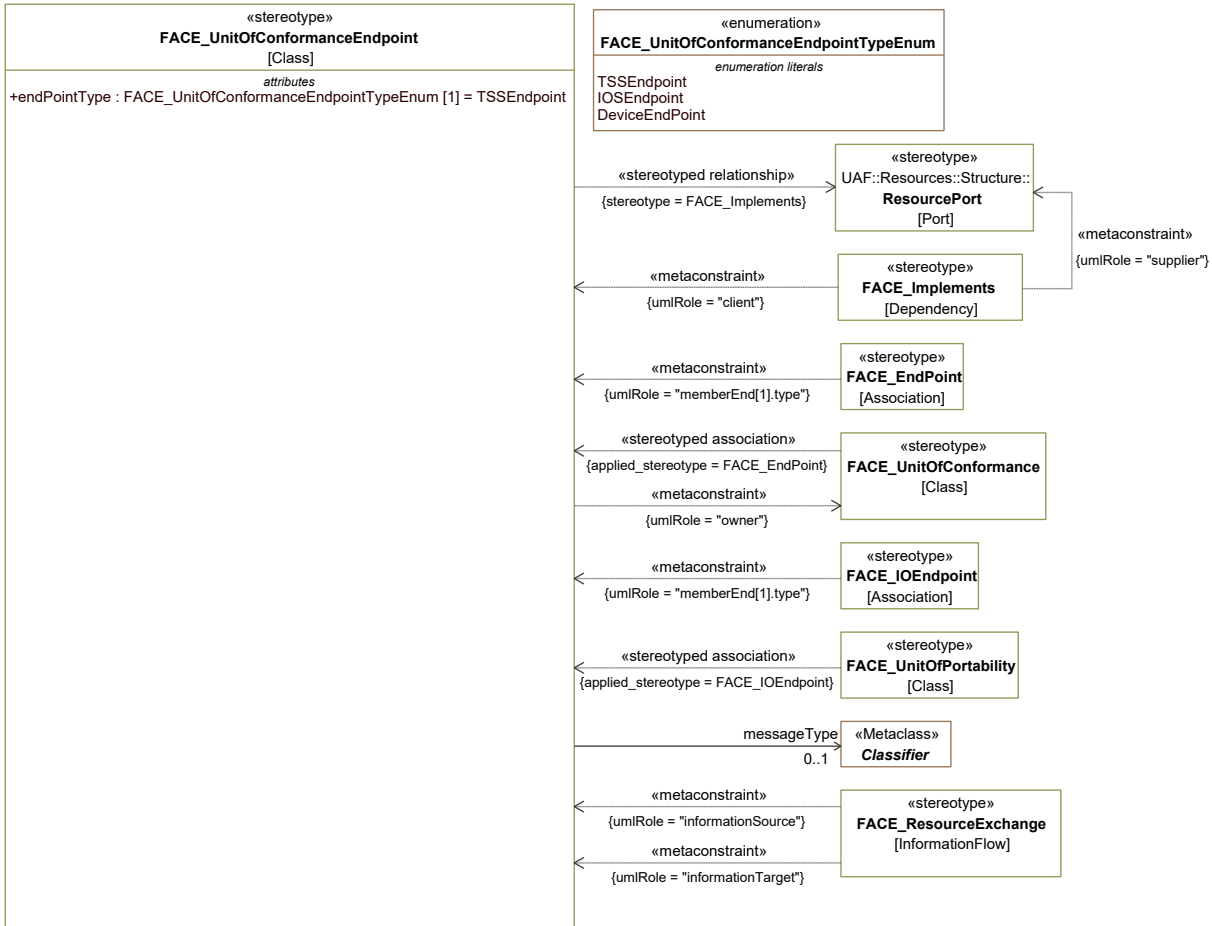 «stereotype»
FACE_UnitOfConformanceEndpoint
[Class]
attributes
+endPointType : FACE_UnitOfConformanceEndpointTypeEnum [1] = TSSEndpoint
«enumeration»
FACE_UnitOfConformanceEndpointTypeEnum
enumeration literals
TSSEndpoint
IOSEndpoint
DeviceEndPoint
«stereotyped relationship»
{stereotype = FACE_Implements}
«stereotype»
UAF::Resources::Structure::
ResourcePort
[Port]
«metaconstraint»
{umlRole = "supplier"}
«metaconstraint»
{umlRole = "client"}
«stereotype»
FACE_Implements
[Dependency]
«metaconstraint»
{umlRole = "memberEnd[1].type"}
«stereotype»
FACE_EndPoint
[Association]
«stereotyped association»
{applied_stereotype = FACE_EndPoint}
«metaconstraint»
{umlRole = "owner"}
«stereotype»
FACE_UnitOfConformance
[Class]
«metaconstraint»
{umlRole = "memberEnd[1].type"}
«stereotype»
FACE_IOEndpoint
[Association]
«stereotyped association»
{applied_stereotype = FACE_IOEndpoint}
«stereotype»
FACE_UnitOfPortability
[Class]
messageType
0..1
«Metaclass»
Classifier
«metaconstraint»
{umlRole = "informationSource"}
«metaconstraint»
{umlRole = "informationTarget"}
«stereotype»
FACE_ResourceExchange
[InformationFlow]